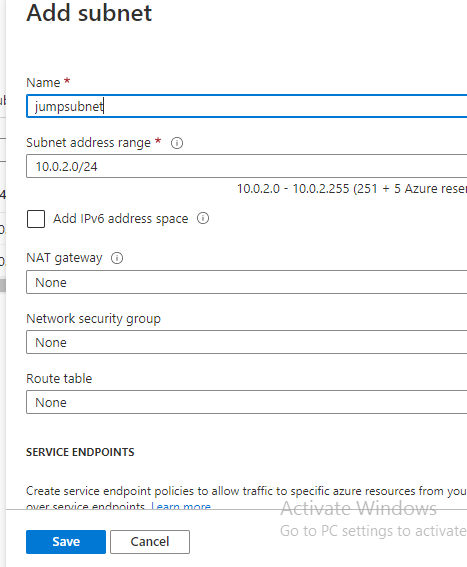 Add subnet
Name *
jumpsubnet
Subnet address range *
10.0.2.0/24
10.0.2.0 - 10.0.2.255 (251 + 5 Azure
Add IPv6 address space
NAT gateway
None
Network security group
None
Route table
None
SERVICE ENDPOINTS
Create service endpoint policies to allow traffic to specific azure resources from
over service endpoints. Learn more
Activate Windows
Go to PC settings to activate
Save
Cancel